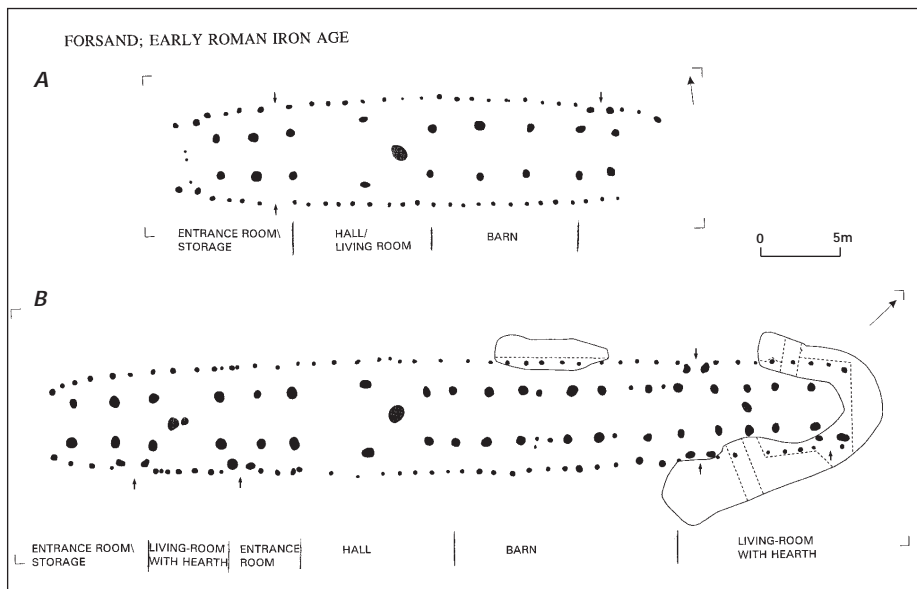 FORSAND; EARLY ROMAN IRON AGE
A
ENTRANCE ROOM\
STORAGE
HALL/
LIVING ROOM
BARN
0 5m
B
ENTRANCE ROOM\
STORAGE
LIVING-ROOM
WITH HEARTH
ENTRANCE
ROOM
HALL
BARN
LIVING-ROOM
WITH HEARTH